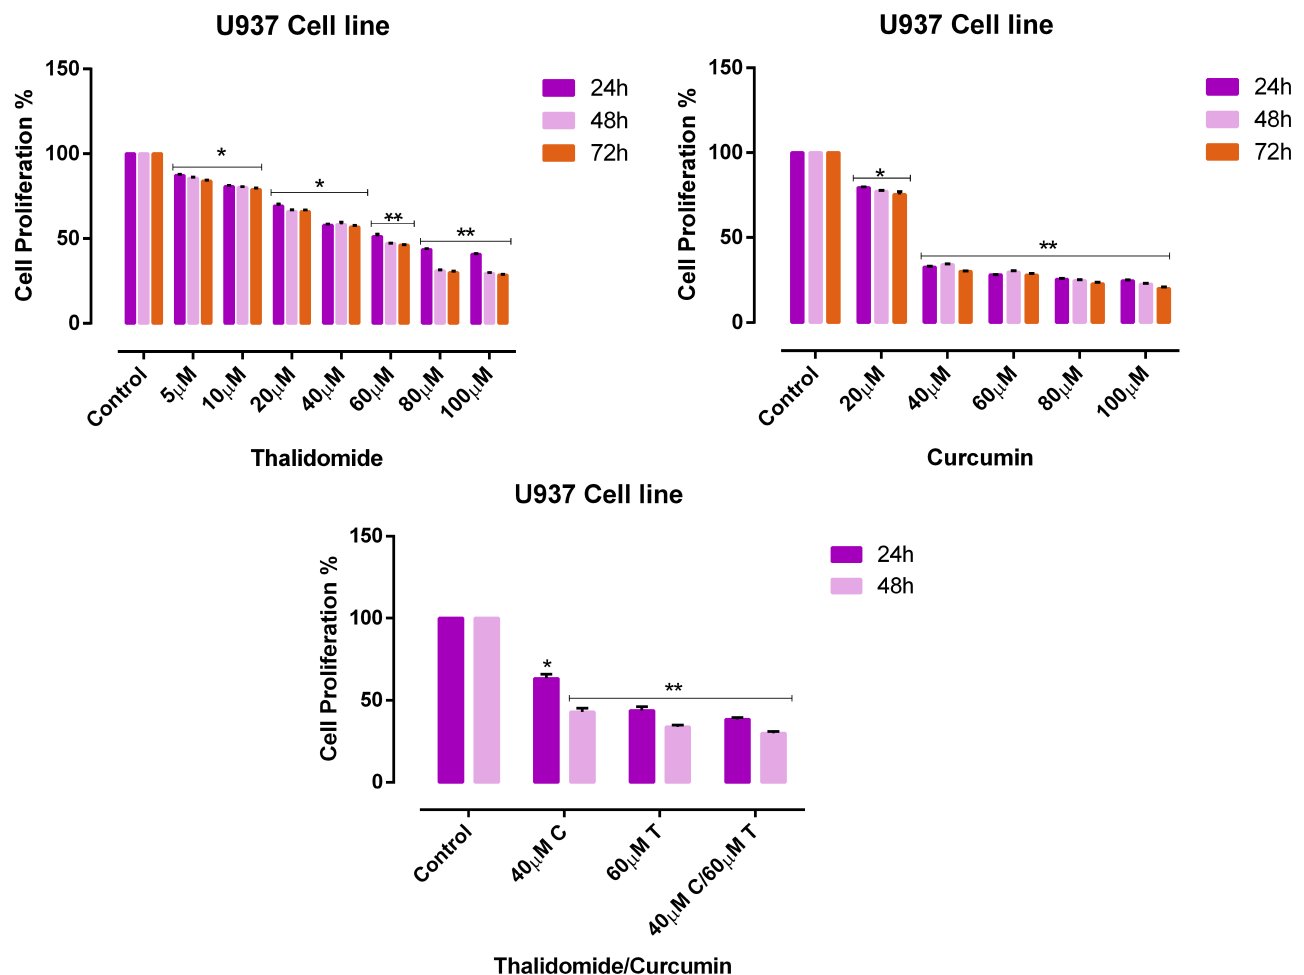 U937 Cell line
Cell Proliferation %
150
100
50
0
24h
48h
72h
*
*
**
**
Control
5μM
10μM
20μM
40μM
60μM
80μM
100μM
Thalidomide
U937 Cell line
Cell Proliferation %
150
100
50
0
24h
48h
72h
*
**
Control
20μM
40μM
60μM
80μM
100μM
Curcumin
U937 Cell line
Cell Proliferation %
150
100
50
0
24h
48h
*
**
Control
40μM C
60μM T
40μM C/60μM T
Thalidomide/Curcumin